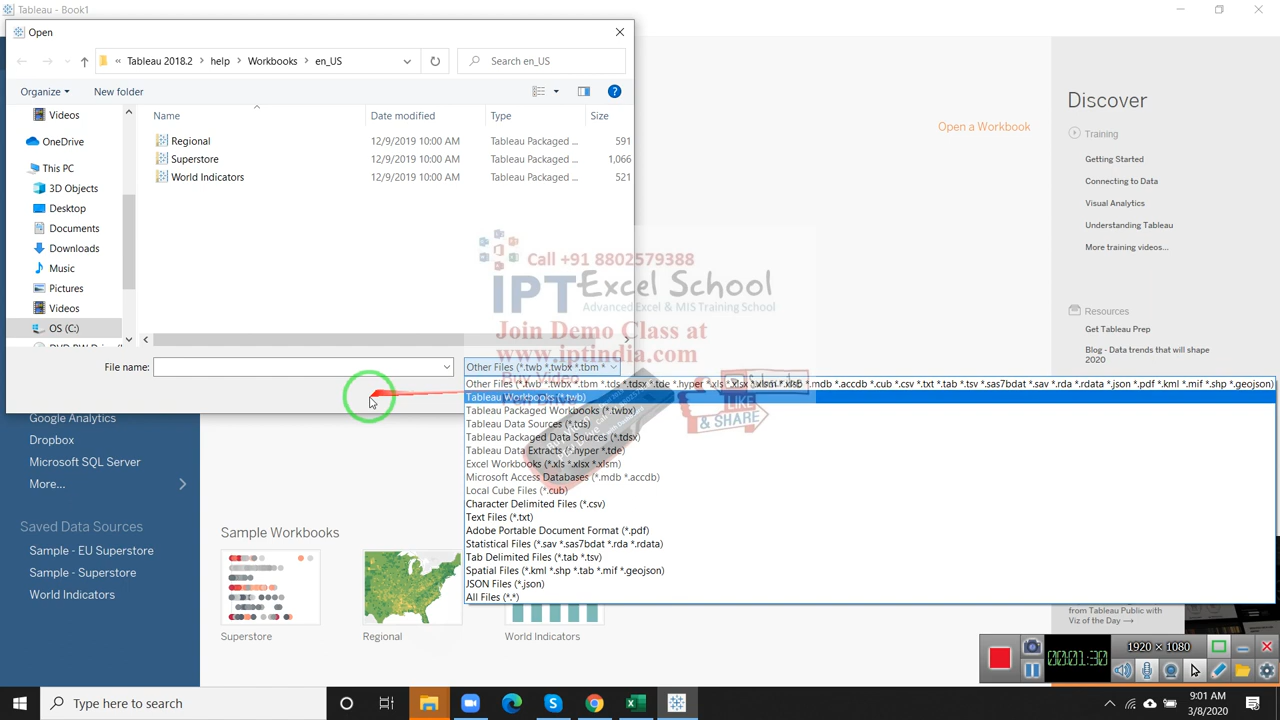 Tableau - Book1
Open
« Tableau 2018.2 > help > Workbooks > en_US
Search en_US
Organize
New folder
Name
Date modified
Type
Size
Regional 12/9/2019 10:00 AM Tableau Packaged ... 591
Superstore 12/9/2019 10:00 AM Tableau Packaged ... 1,066
World Indicators 12/9/2019 10:00 AM Tableau Packaged ... 521
Videos
OneDrive
This PC
3D Objects
Desktop
Documents
Downloads
Music
Pictures
Videos
OS (C:)
File name:
Other Files (*.twb *.twbx *.tbm *
Other Files (*.twb *.twbx *.tbm *.tds *.tdsx *.tde *.hyper *.xls *.xlsx *.xlsm *.xlsb *.mdb *.accdb *.cub *.csv *.txt *.tab *.tsv *.sas7bdat *.sav *.rda *.rdata *.json *.pdf *.kml *.mif *.shp *.geojson)
Tableau Workbooks (*.twb)
Tableau Packaged Workbooks (*.twbx)
Tableau Data Sources (*.tds)
Tableau Packaged Data Sources (*.tdsx)
Tableau Data Extracts (*.hyper *.tde)
Excel Workbooks (*.xls *.xlsx *.xlsm)
Microsoft Access Databases (*.mdb *.accdb)
Local Cube Files (*.cub)
Character Delimited Files (*.csv)
Text Files (*.txt)
Adobe Portable Document Format (*.pdf)
Statistical Files (*.sav *.sas7bdat *.rda *.rdata)
Tab Delimited Files (*.tab *.tsv)
Spatial Files (*.kml *.shp *.tab *.mif *.geojson)
JSON Files (*.json)
All Files (*.*)
Call +91 8802579388
IPT Excel School
Advanced Excel & MIS Training School
Join Demo Class at
www.iptindia.com
Buy Video
LIKE
& SHARE
Open a Workbook
Discover
Training
Getting Started
Connecting to Data
Visual Analytics
Understanding Tableau
More training videos...
Resources
Get Tableau Prep
Blog - Data trends that will shape
2020
from Tableau Public with
Viz of the Day →
Google Analytics
Dropbox
Microsoft SQL Server
More...
Saved Data Sources
Sample - EU Superstore
Sample - Superstore
World Indicators
Sample Workbooks
Superstore
Regional
World Indicators
1920 × 1080
00:01:30
Type here to search
9:01 AM
3/8/2020